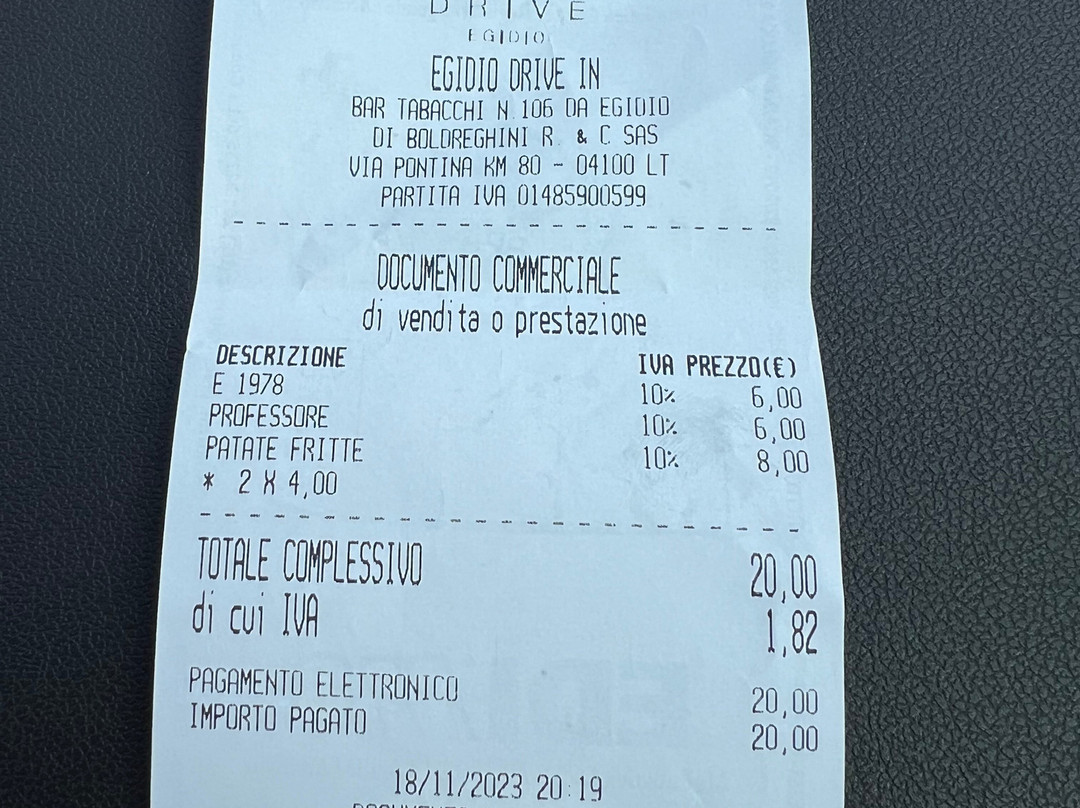 DRIVE
EGIDIO
EGIDIO DRIVE IN
BAR TABACCHI N.106 DA EGIDIO
DI BOLDREGHINI R. & C. SAS
VIA PONTINA KM 80 - 04100 LT
PARTITA IVA 01485900599
DOCUMENTO COMMERCIALE
di vendita o prestazione
DESCRIZIONE IVA PREZZO(€)
E 1978 10% 6,00
PROFESSORE 10% 6,00
PATATE FRITTE 10% 8,00
* 2 X 4,00
TOTALE COMPLESSIVO 20,00
di cui IVA 1,82
PAGAMENTO ELETTRONICO 20,00
IMPORTO PAGATO 20,00
18/11/2023 20:19